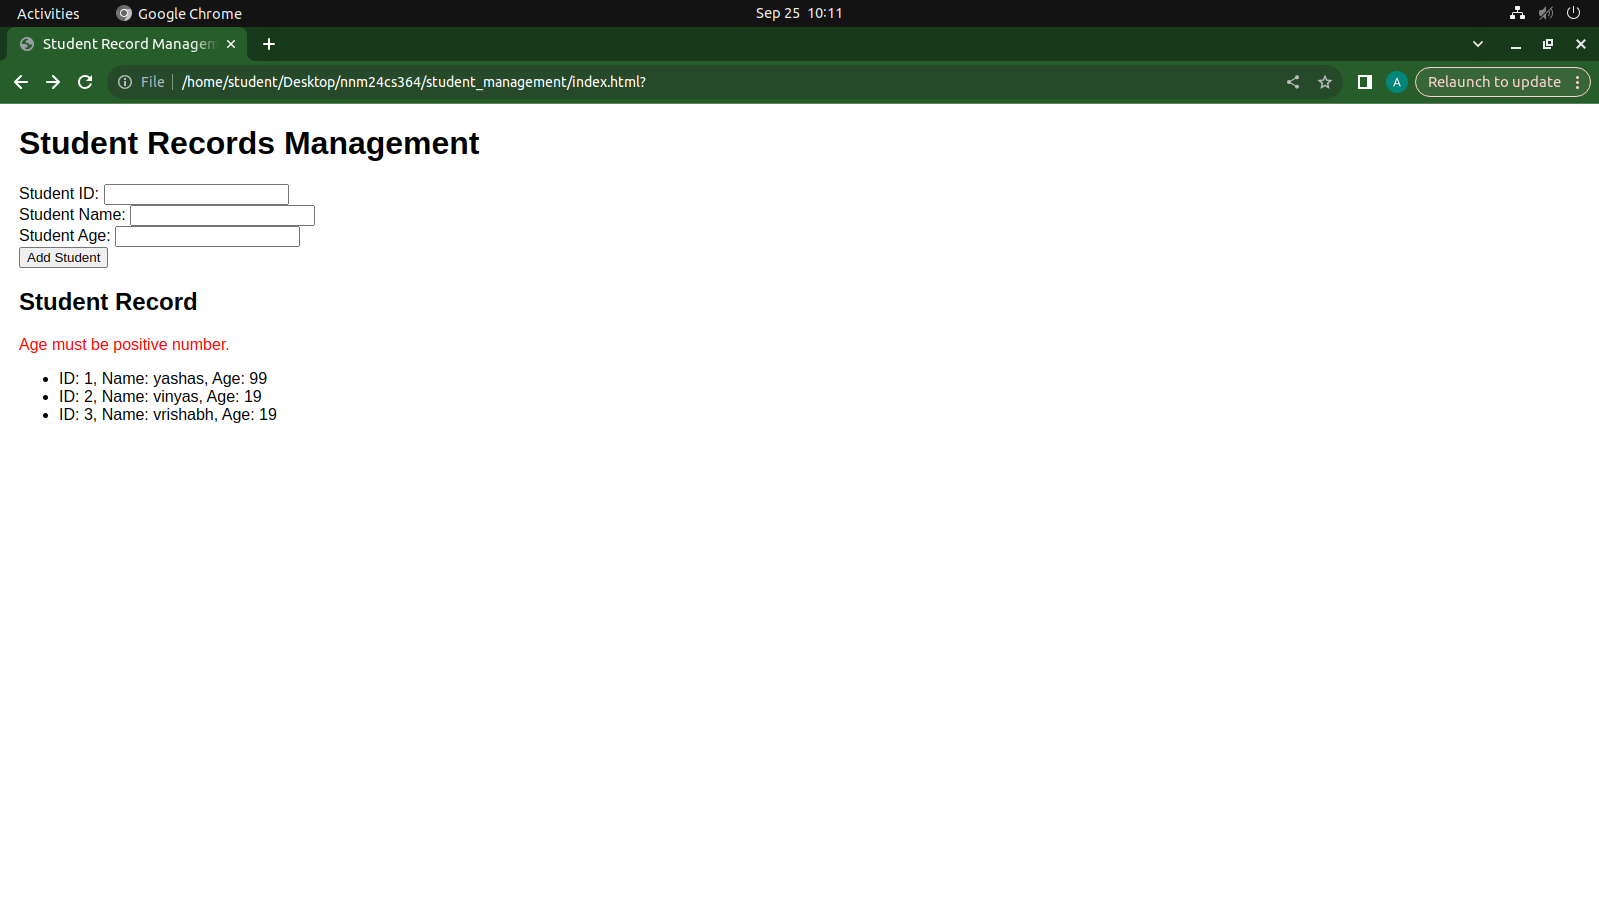 Activities Google Chrome Sep 25 10:11
Student Record Managem
File /home/student/Desktop/nnm24cs364/student_management/index.html? A Relaunch to update
Student Records Management
Student ID:
Student Name:
Student Age:
Add Student
Student Record
Age must be positive number.
• ID: 1, Name: yashas, Age: 99
• ID: 2, Name: vinyas, Age: 19
• ID: 3, Name: vrishabh, Age: 19